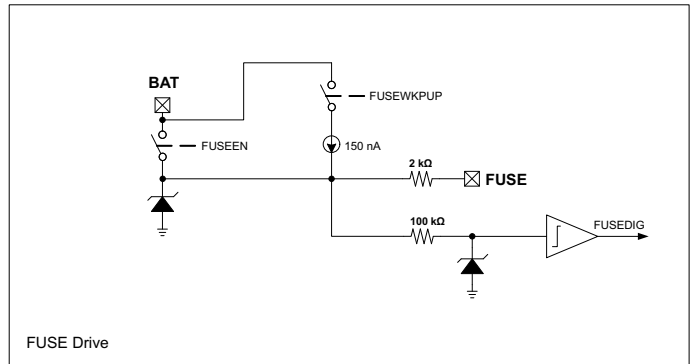 BAT
FUSEWKPUP
FUSEEN
150 nA
2 kΩ
FUSE
100 kΩ
FUSEDIG
FUSE Drive